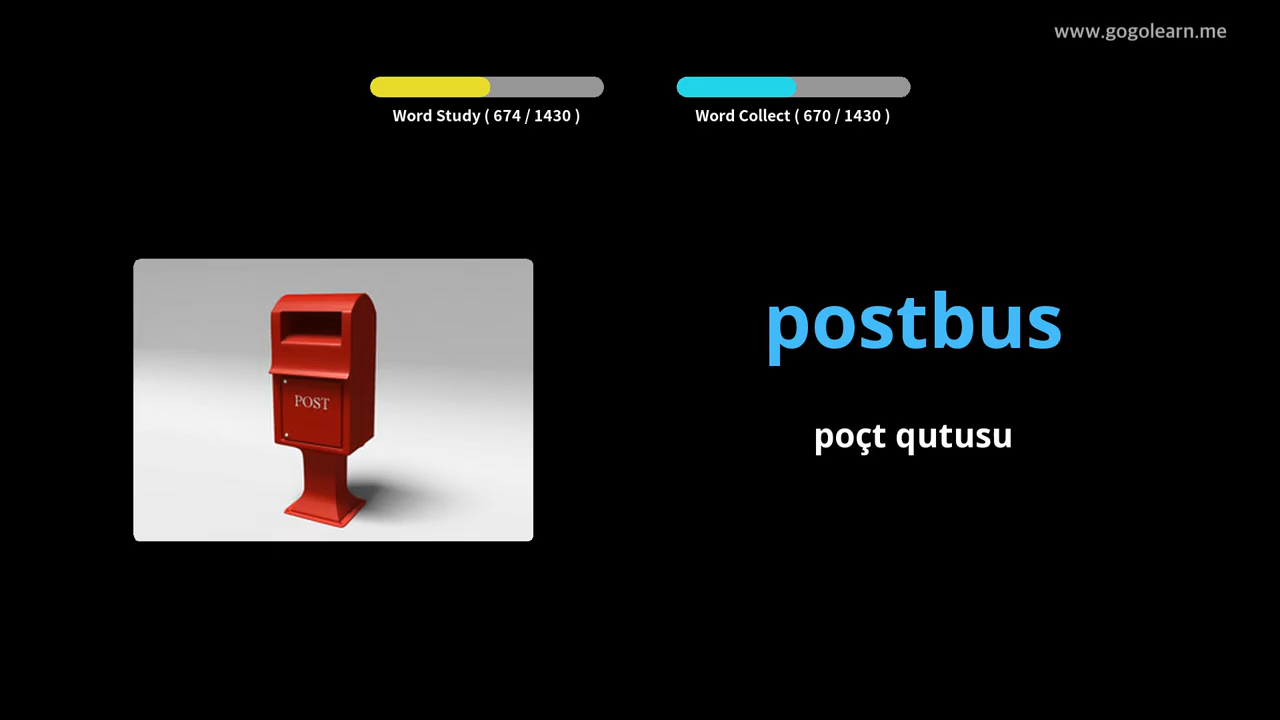 www.gogolearn.me
Word Study ( 674 / 1430 )
Word Collect ( 670 / 1430 )
POST
postbus
poçt qutusu